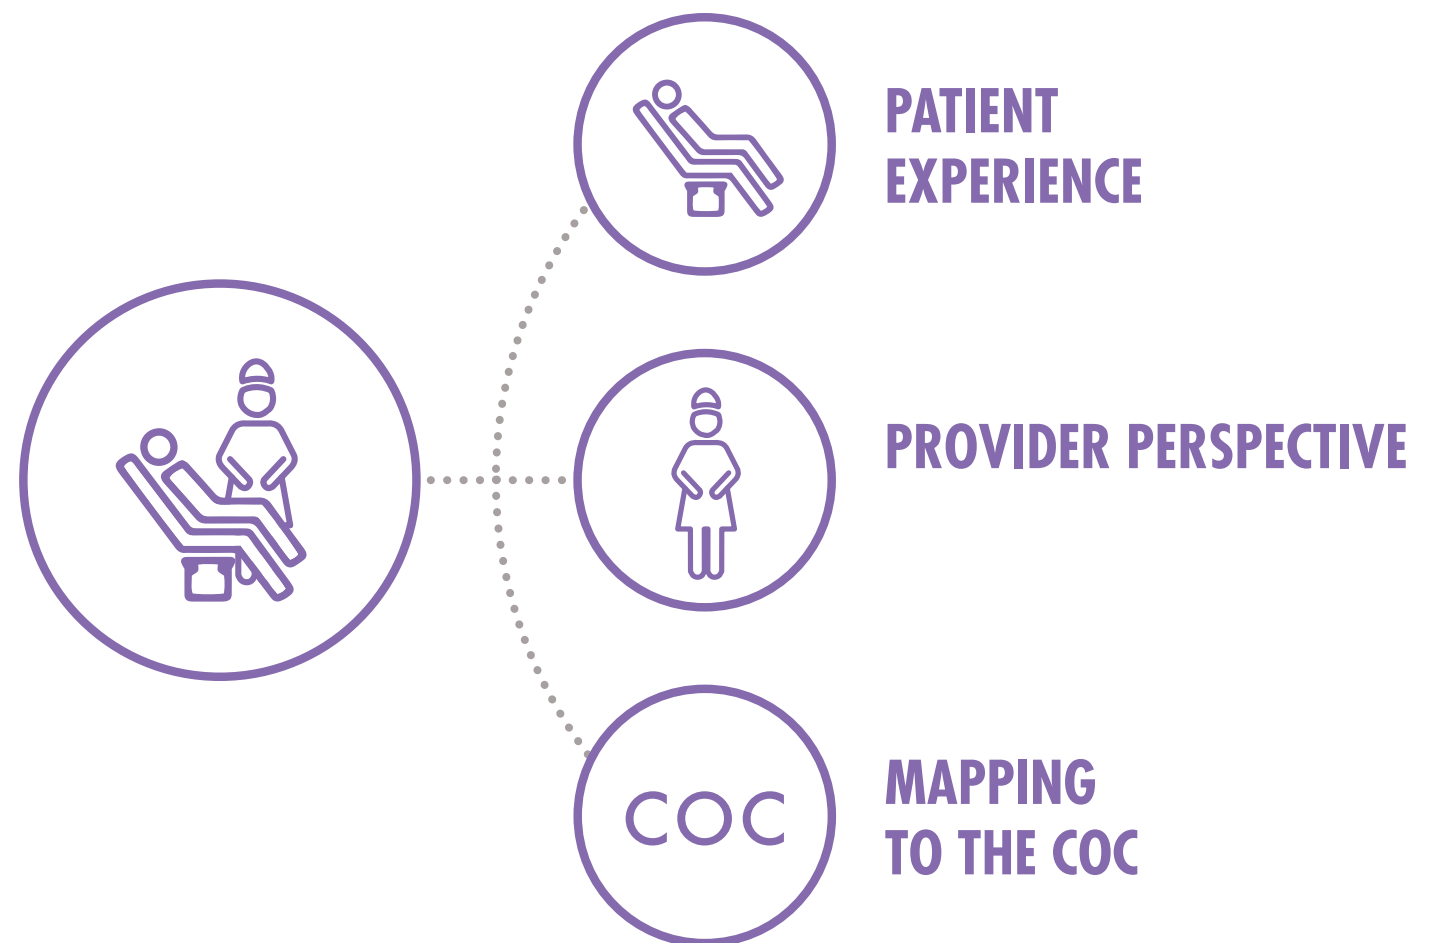 PATIENT
EXPERIENCE
PROVIDER PERSPECTIVE
COC
MAPPING
TO THE COC